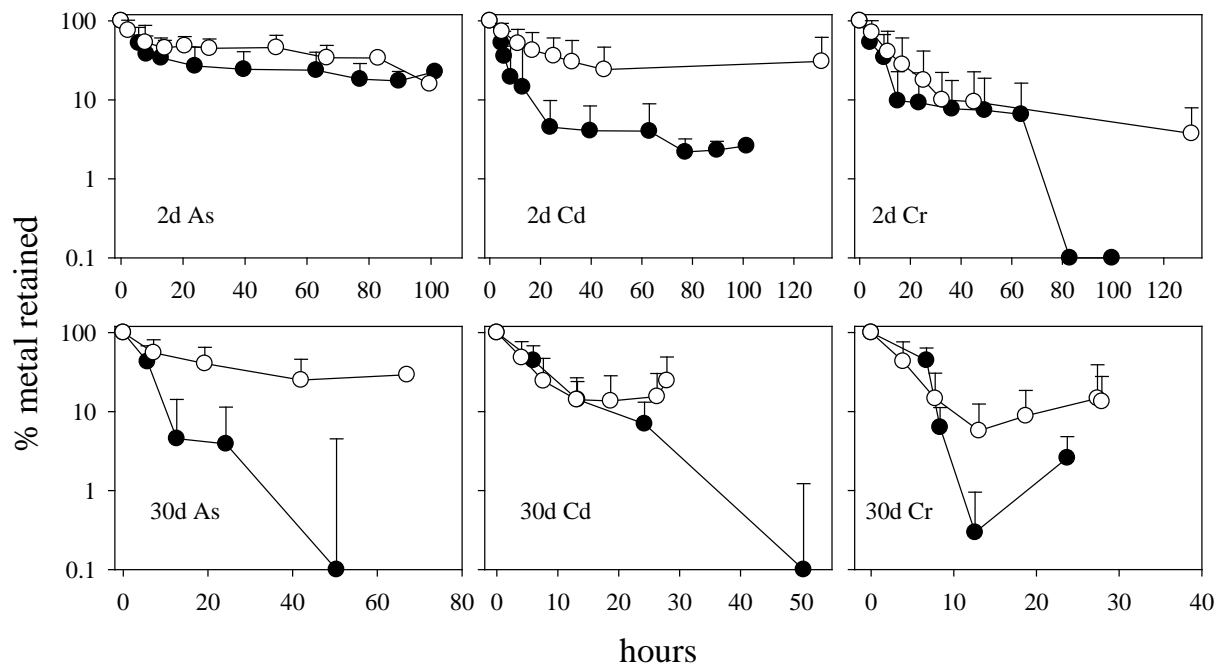 100
10
1
0.1
2d As
2d Cd
2d Cr
0 20 40 60 80 100
0 20 40 60 80 100 120
0 20 40 60 80 100 120
% metal retained
100
10
1
0.1
30d As
30d Cd
30d Cr
0 20 40 60 80
0 10 20 30 40 50
0 10 20 30 40
hours